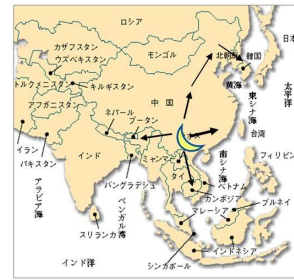 ロシア
カザフスタン
ウズベキスタン
モンゴル
日本
北朝鮮
韓国
トルクメニスタン
キルギスタン
黄海
東シナ海
太平洋
アフガニスタン
中国
ネパール
ブータン
台湾
イラン
パキスタン
インド
ミャンマー
南シナ海
フィリピン
タイ
アラビア海
バングラデシュ
ベトナム
カンボジア
ベンガル湾
スリランカ
マレーシア
ブルネイ
インド洋
シンガポール
インドネシア